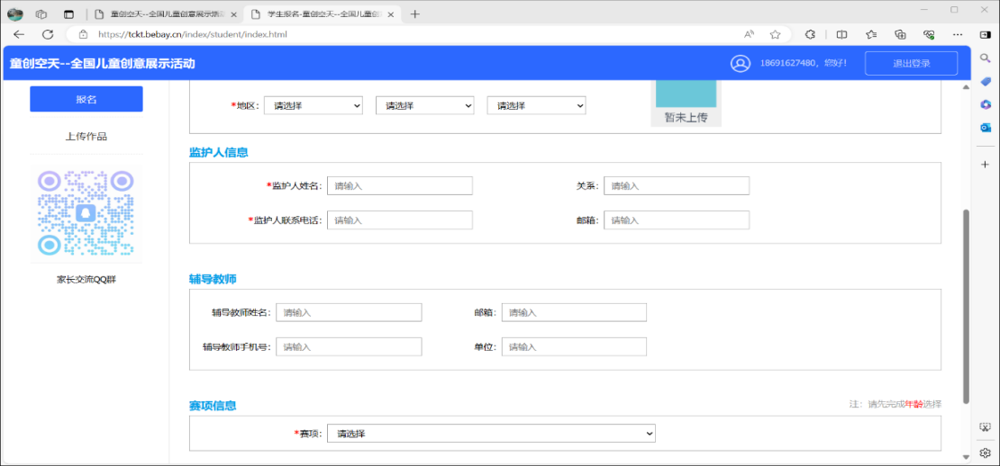 童创空天--全国儿童创意展示活动
学生报名-童创空天--全国儿童创
https://tckt.bebay.cn/index/student/index.html
童创空天--全国儿童创意展示活动
18691627480，您好！
退出登录
报名
上传作品
家长交流QQ群
*地区： 请选择 请选择 请选择
暂未上传
监护人信息
*监护人姓名： 请输入 关系： 请输入
*监护人联系电话： 请输入 邮箱： 请输入
辅导教师
辅导教师姓名： 请输入 邮箱： 请输入
辅导教师手机号： 请输入 单位： 请输入
赛项信息
注：请先完成年龄选择
*赛项： 请选择